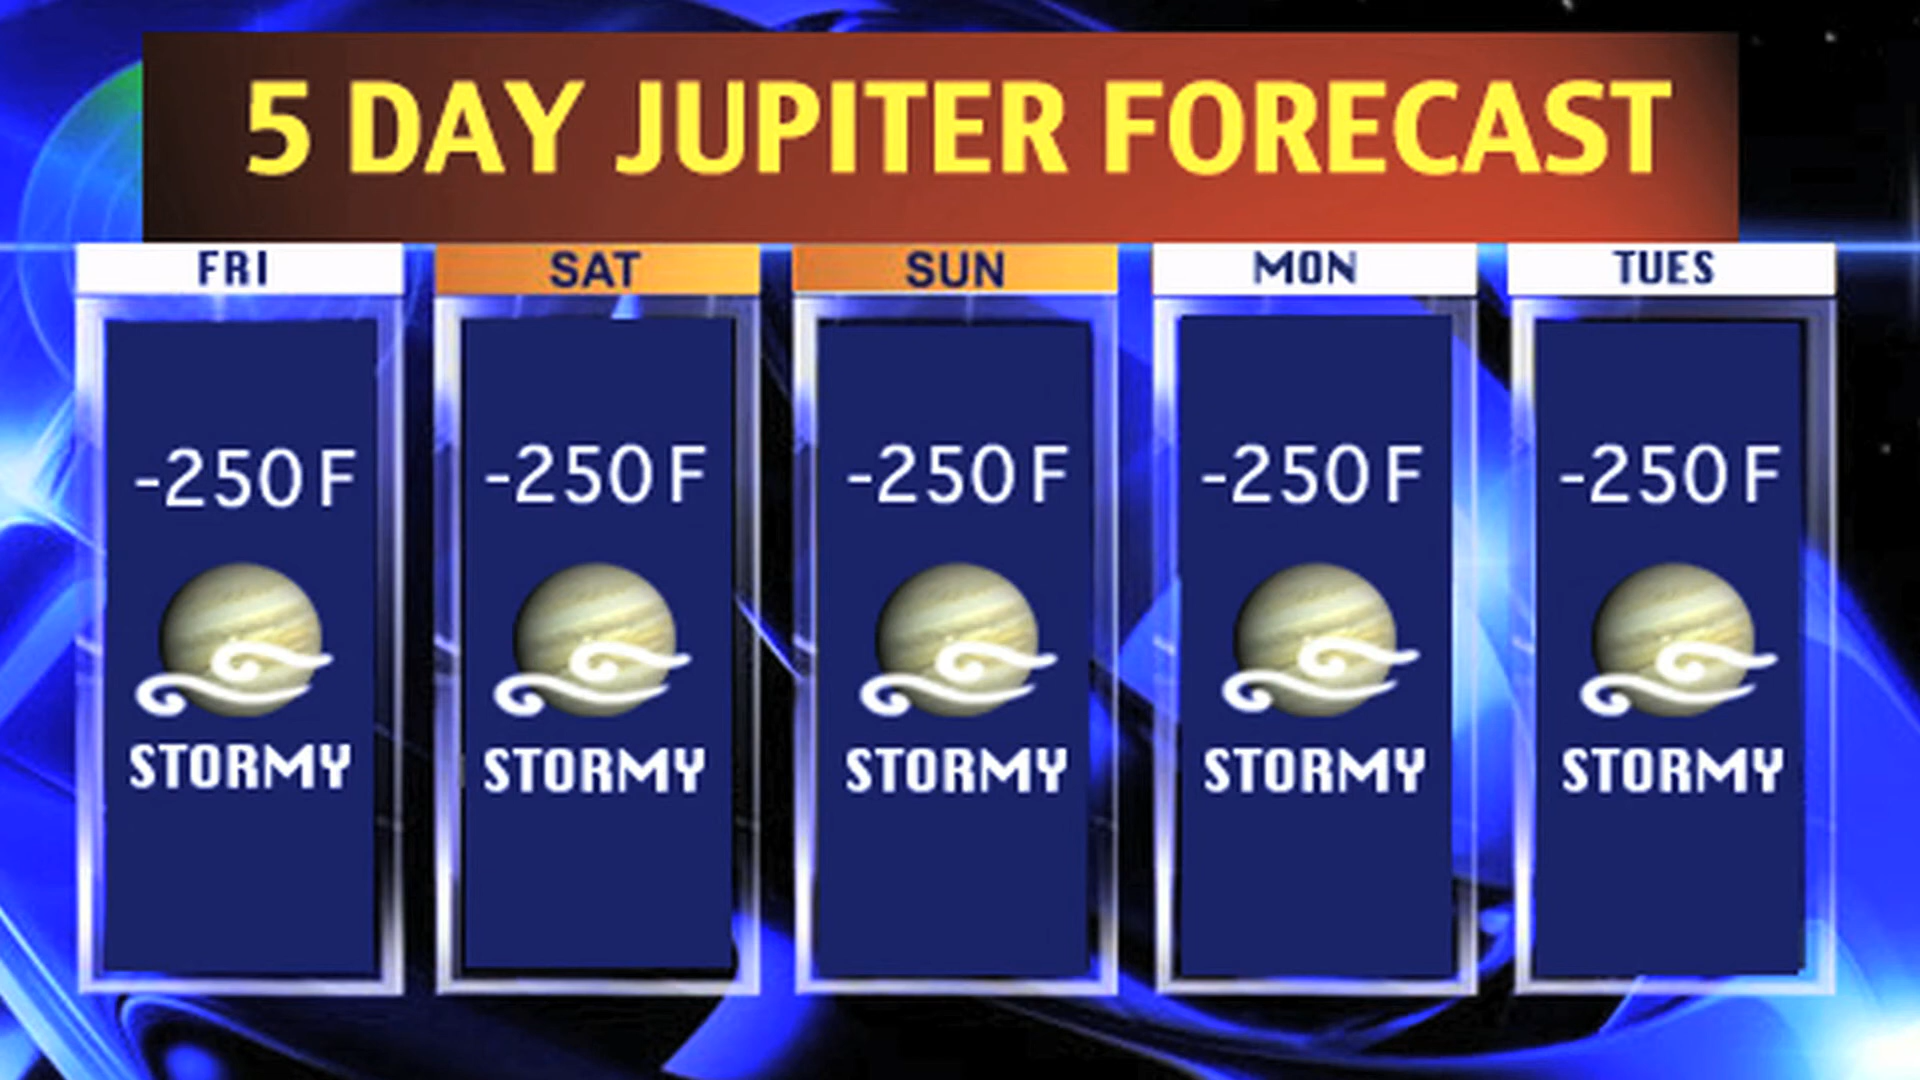 5 DAY JUPITER FORECAST
FRI
-250 F
STORMY
SAT
-250 F
STORMY
SUN
-250 F
STORMY
MON
-250 F
STORMY
TUES
-250 F
STORMY